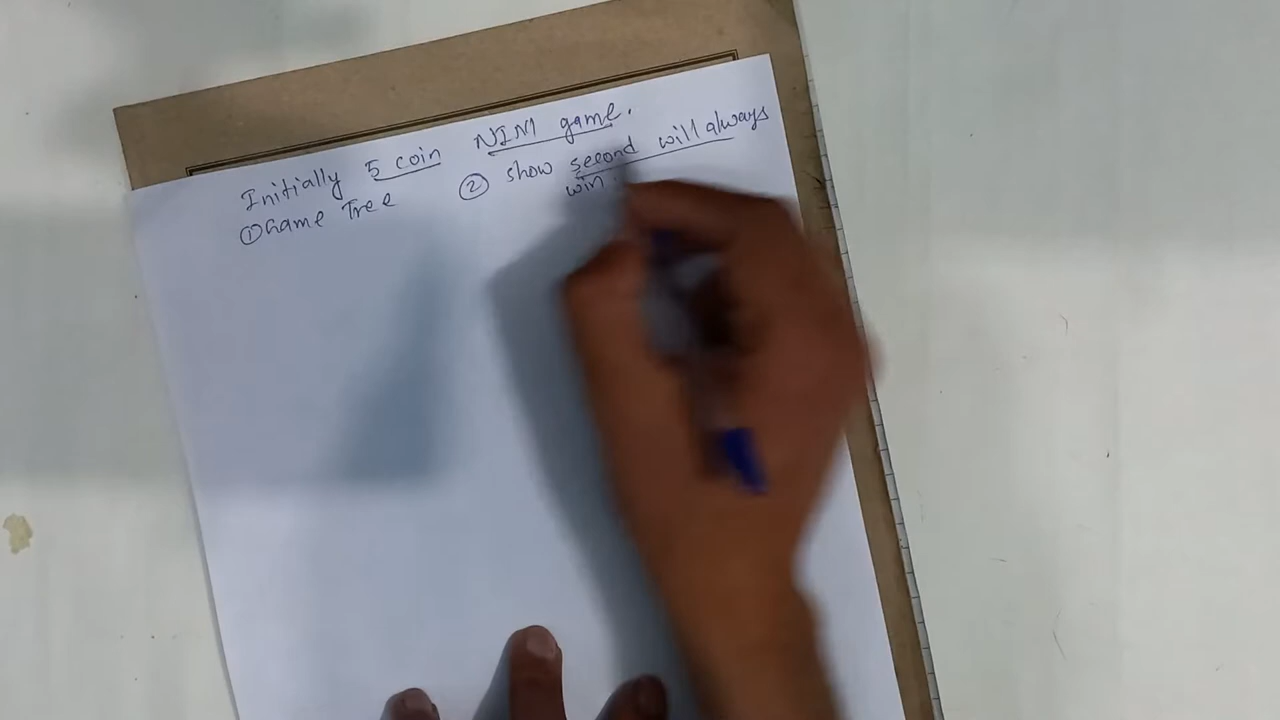 Initially 5 coin NIM game.
① Game Tree ② show second will always
win.